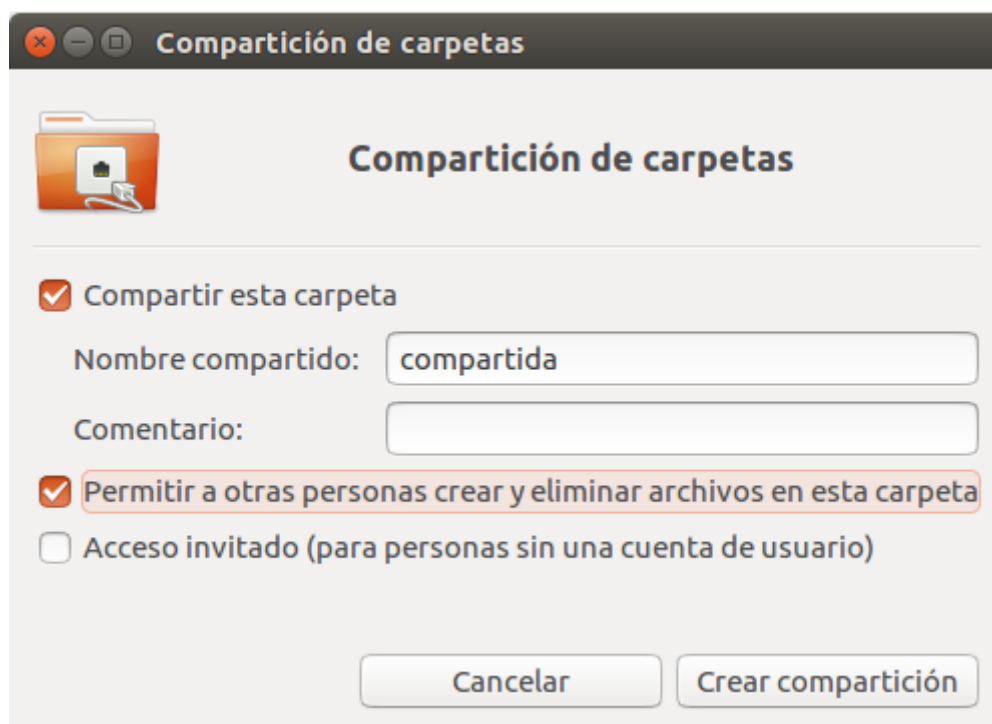 Compartición de carpetas
Compartición de carpetas
Compartir esta carpeta
Nombre compartido: compartida
Comentario:
Permitir a otras personas crear y eliminar archivos en esta carpeta
Acceso invitado (para personas sin una cuenta de usuario)
Cancelar Crear compartición